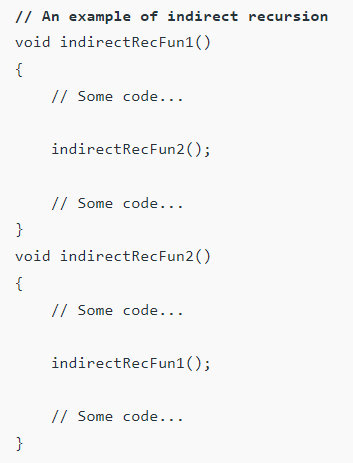 // An example of indirect recursion
void indirectRecFun1()
{
    // Some code...

    indirectRecFun2();

    // Some code...
}
void indirectRecFun2()
{
    // Some code...

    indirectRecFun1();

    // Some code...
}